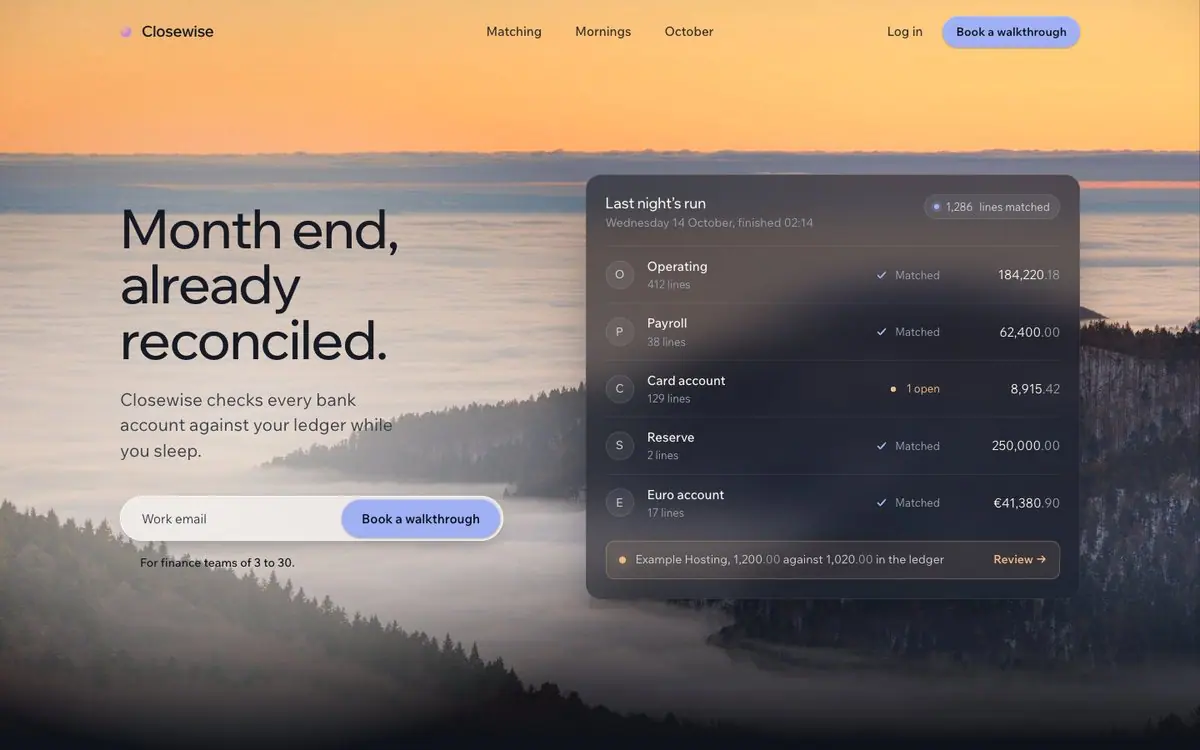 Closewise
Matching
Mornings
October
Log in
Book a walkthrough
Month end,
already
reconciled.
Closewise checks every bank
account against your ledger while
you sleep.
Work email
Book a walkthrough
For finance teams of 3 to 30.
Last night's run
Wednesday 14 October, finished 02:14
1,286 lines matched
O
Operating
412 lines
Matched
184,220.18
P
Payroll
38 lines
Matched
62,400.00
C
Card account
129 lines
1 open
8,915.42
S
Reserve
2 lines
Matched
250,000.00
E
Euro account
17 lines
Matched
€41,380.90
Example Hosting, 1,200.00 against 1,020.00 in the ledger
Review →